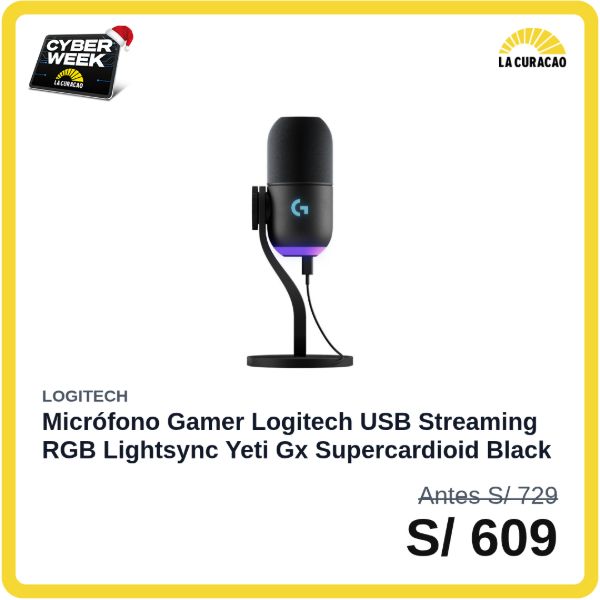 CYBER
WEEK
LA CURACAO
LA CURACAO
G
LOGITECH
Micrófono Gamer Logitech USB Streaming
RGB Lightsync Yeti Gx Supercardioid Black
Antes S/ 729
S/ 609